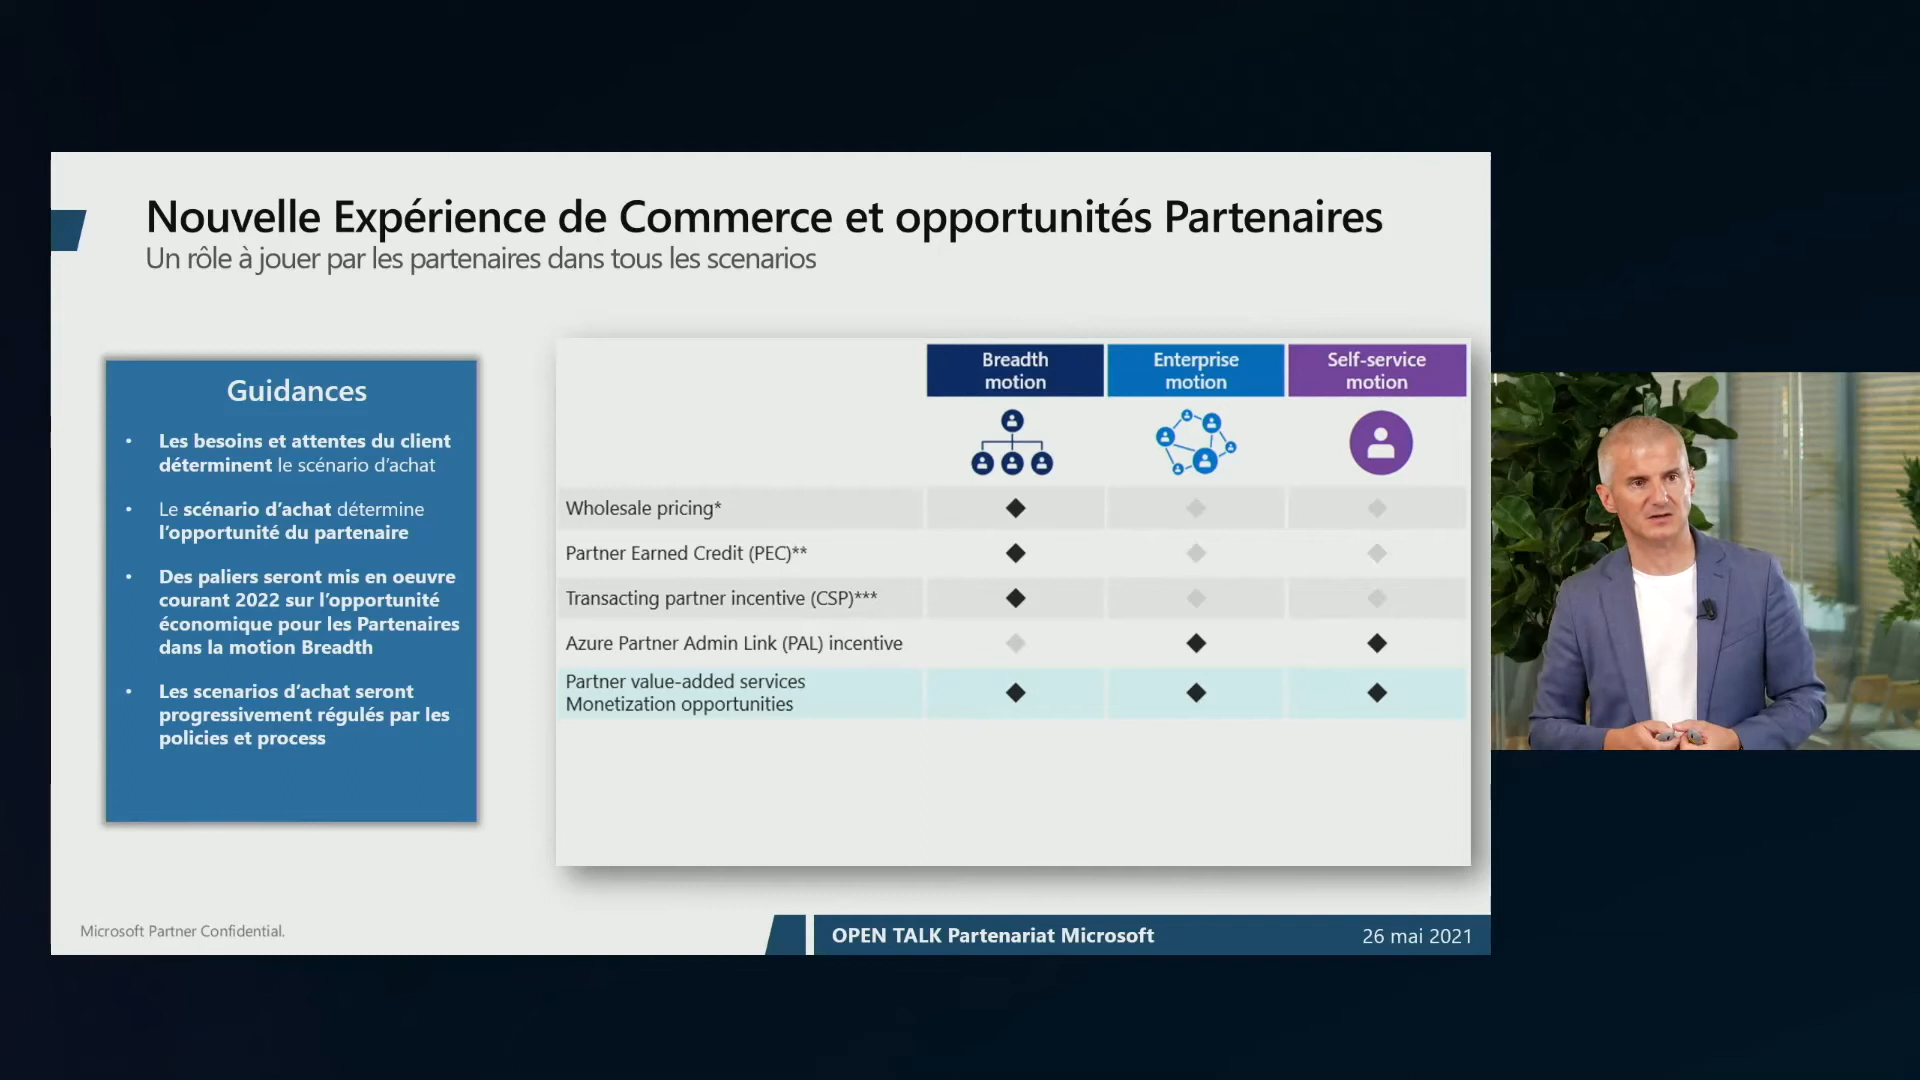 Nouvelle Expérience de Commerce et opportunités Partenaires
Un rôle à jouer par les partenaires dans tous les scenarios
Guidances
• Les besoins et attentes du client
déterminent le scénario d'achat
• Le scénario d'achat détermine
l'opportunité du partenaire
• Des paliers seront mis en oeuvre
courant 2022 sur l'opportunité
économique pour les Partenaires
dans la motion Breadth
• Les scenarios d'achat seront
progressivement régulés par les
policies et process
Breadth
motion
Enterprise
motion
Self-service
motion
Wholesale pricing*
Partner Earned Credit (PEC)**
Transacting partner incentive (CSP)***
Azure Partner Admin Link (PAL) incentive
Partner value-added services
Monetization opportunities
Microsoft Partner Confidential.
OPEN TALK Partenariat Microsoft
26 mai 2021